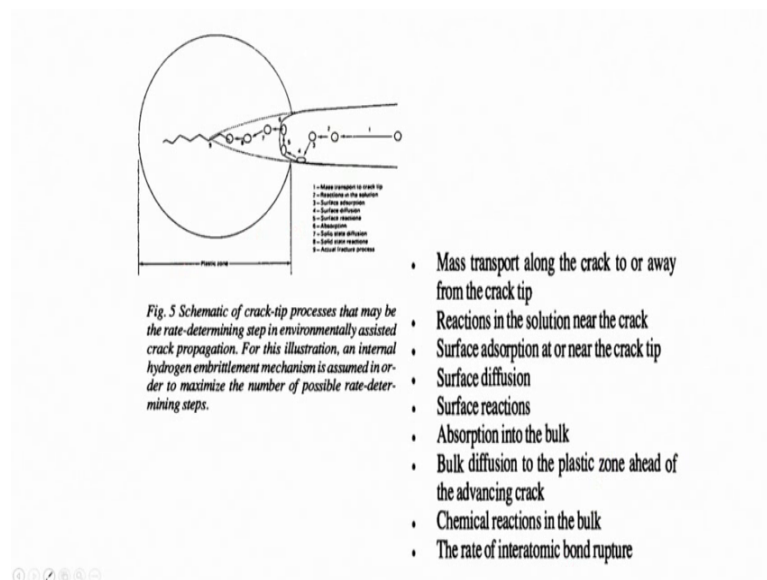 1–Mass transport to crack tip
2–Reactions in the solution
3–Surface adsorption
4–Surface diffusion
5–Surface reactions
6–Absorption
7–Solid state diffusion
8–Solid state reactions
9–Actual fracture process
Plastic zone
Fig. 5 Schematic of crack-tip processes that may be
the rate-determining step in environmentally assisted
crack propagation. For this illustration, an internal
hydrogen embrittlement mechanism is assumed in or-
der to maximize the number of possible rate-deter-
mining steps.
• Mass transport along the crack to or away
from the crack tip
• Reactions in the solution near the crack
• Surface adsorption at or near the crack tip
• Surface diffusion
• Surface reactions
• Absorption into the bulk
• Bulk diffusion to the plastic zone ahead of
the advancing crack
• Chemical reactions in the bulk
• The rate of interatomic bond rupture